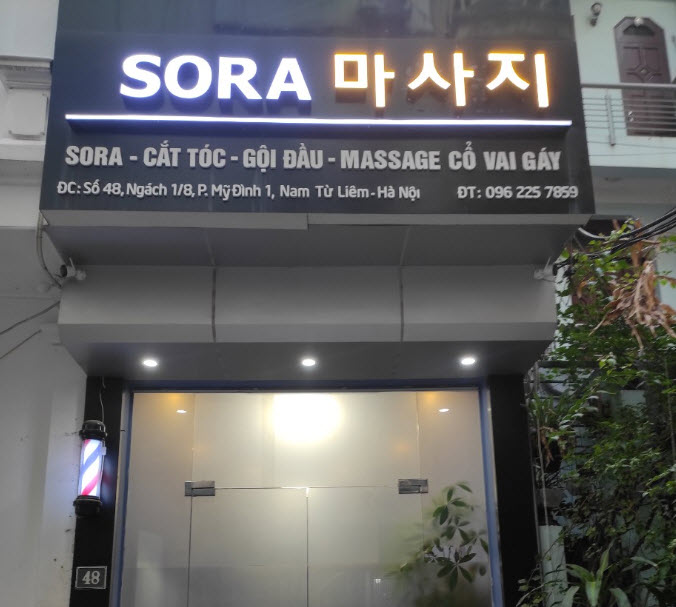 SORA 마사지
SORA - CẮT TÓC - GỘI ĐẦU - MASSAGE CỔ VAI GÁY
ĐC: Số 48, Ngách 1/8, P. Mỹ Đình 1, Nam Từ Liêm - Hà Nội ĐT: 096 225 7859
48